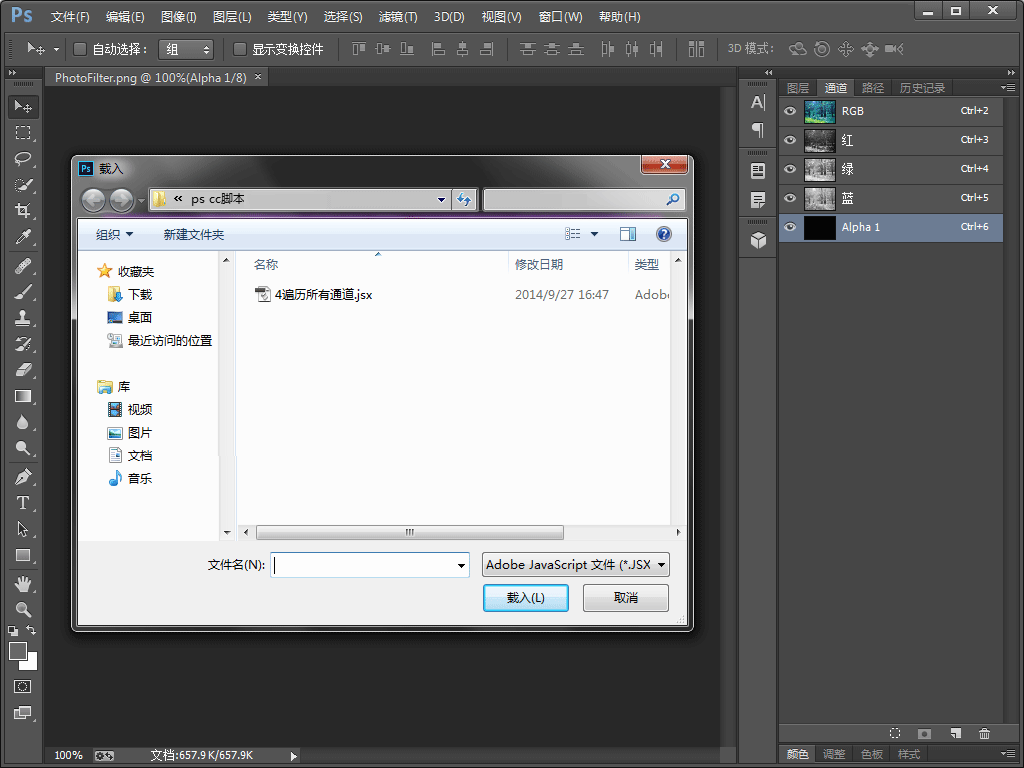 Ps 文件(F) 编辑(E) 图像(I) 图层(L) 类型(Y) 选择(S) 滤镜(T) 3D(D) 视图(V) 窗口(W) 帮助(H)
自动选择： 组 显示变换控件 3D 模式：
PhotoFilter.png @ 100%(Alpha 1/8) ×
图层 通道 路径 历史记录
RGB Ctrl+2
红 Ctrl+3
绿 Ctrl+4
蓝 Ctrl+5
Alpha 1 Ctrl+6
Ps 载入
« ps cc脚本
组织 新建文件夹
收藏夹
下载
桌面
最近访问的位置
库
视频
图片
文档
音乐
名称 修改日期 类型
4遍历所有通道.jsx 2014/9/27 16:47 Adob
文件名(N): Adobe JavaScript 文件 (*.JSX
载入(L) 取消
100% 文档:657.9K/657.9K
颜色 调整 色板 样式